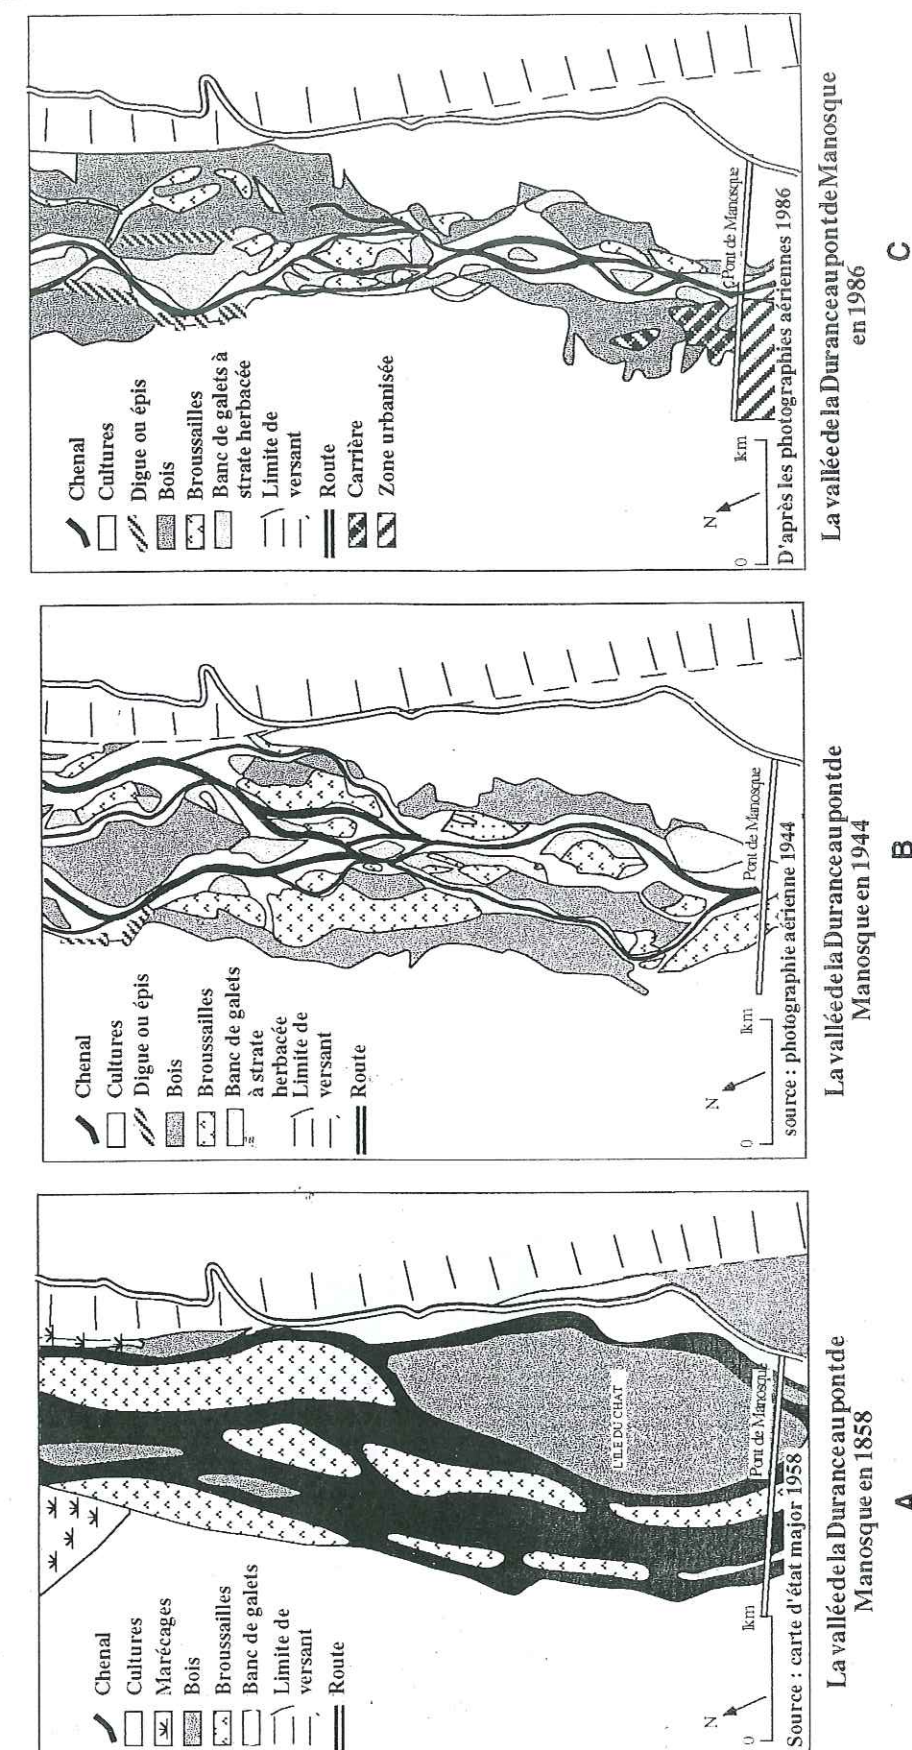 Chenal
Cultures
Marécages
Bois
Broussailles
Banc de galets
Limite de
versant
Route
L'ILE DU CHAT
Pont de Manosque
N
0 1km
Source : carte d'état major 1958
La vallée de la Durance au pont de
Manosque en 1858
A
Chenal
Cultures
Digue ou épis
Bois
Broussailles
Banc de galets
à strate
herbacée
Limite de
versant
Route
Pont de Manosque
N
0 1km
source : photographie aérienne 1944
La vallée de la Durance au pont de
Manosque en 1944
B
Chenal
Cultures
Digue ou épis
Bois
Broussailles
Banc de galets à
strate herbacée
Limite de
versant
Route
Carrière
Zone urbanisée
Pont de Manosque
N
0 km
D'après les photographies aériennes 1986
La vallée de la Durance au pont de Manosque
en 1986
C